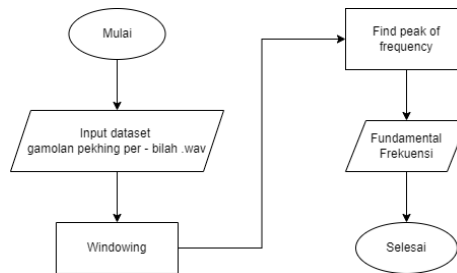 Mulai
Input dataset
gamolan pekhing per - bilah .wav
Windowing
Find peak of
frequency
Fundamental
Frekuensi
Selesai